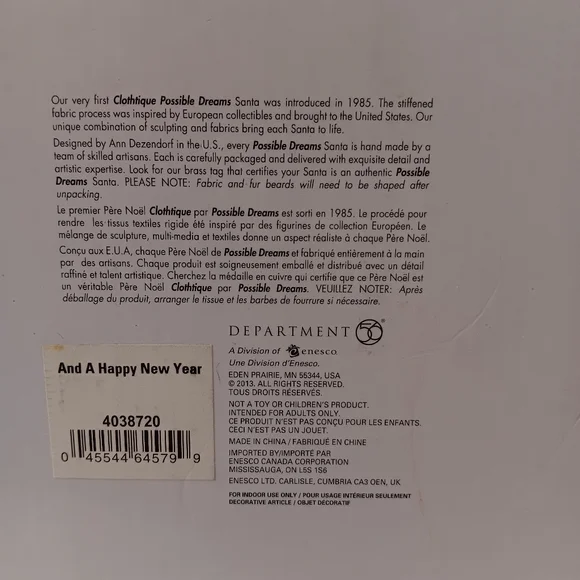 Our very first Clothtique Possible Dreams Santa was introduced in 1985. The stiffened
fabric process was inspired by European collectibles and brought to the United States. Our
unique combination of sculpting and fabrics bring each Santa to life.
Designed by Ann Dezendorf in the U.S., every Possible Dreams Santa is hand made by a
team of skilled artisans. Each is carefully packaged and delivered with exquisite detail and
artistic expertise. Look for our brass tag that certifies your Santa is an authentic Possible
Dreams Santa. PLEASE NOTE: Fabric and fur beards will need to be shaped after
unpacking.
Le premier Père Noël Clothtique par Possible Dreams est sorti en 1985. Le procédé pour
rendre les tissus textiles rigide été inspiré par des figurines de collection Européen. Le
mélange de sculpture, multi-media et textiles donne un aspect réaliste à chaque Père Noël.
Conçu aux E.U.A, chaque Père Noël de Possible Dreams et fabriqué entièrement à la main
par des artisans. Chaque produit est soigneusement emballé et distribué avec un détail
raffiné et talent artistique. Cherchez la médaille en cuivre qui certifie que ce Père Noël est
un véritable Père Noël Clothtique par Possible Dreams. VEUILLEZ NOTER: Après
déballage du produit, arranger le tissue et les barbes de fourrure si nécessaire.
DEPARTMENT 56®
A Division of enesco.
Une Division d'Enesco.
EDEN PRAIRIE, MN 55344, USA
© 2013. ALL RIGHTS RESERVED.
TOUS DROITS RÉSERVÉS.
NOT A TOY OR CHILDREN'S PRODUCT.
INTENDED FOR ADULTS ONLY.
CE PRODUIT N'EST PAS CONÇU POUR LES ENFANTS.
CECI N'EST PAS UN JOUET.
MADE IN CHINA / FABRIQUÉ EN CHINE
IMPORTED BY/IMPORTÉ PAR
ENESCO CANADA CORPORATION
MISSISSAUGA, ON L5S 1S6
ENESCO LTD. CARLISLE, CUMBRIA CA3 OEN, UK
FOR INDOOR USE ONLY / POUR USAGE INTÉRIEUR SEULEMENT
DECORATIVE ARTICLE / OBJET DÉCORATIF
And A Happy New Year
4038720
0 45544 64579 9